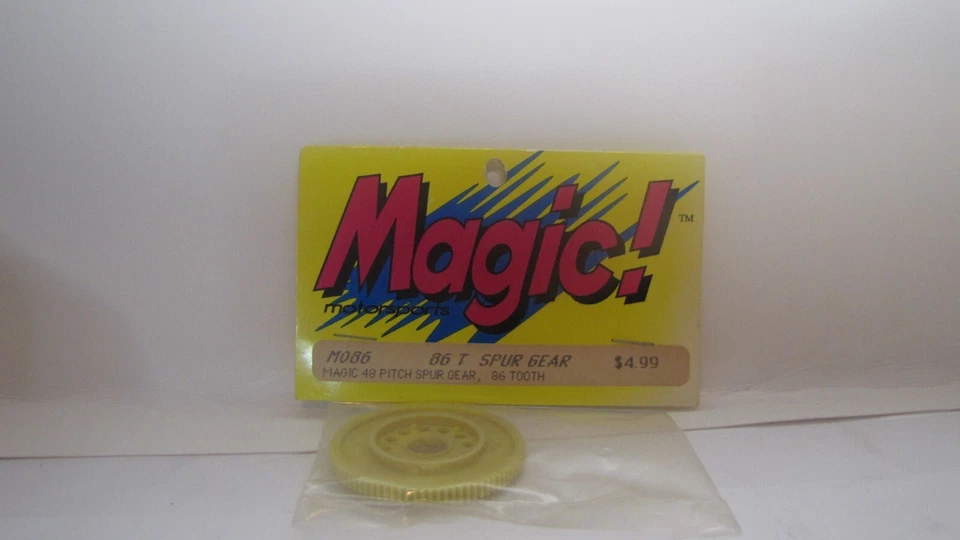 Magic!™
motorsports
M086 86 T SPUR GEAR $4.99
MAGIC 48 PITCH SPUR GEAR, 86 TOOTH